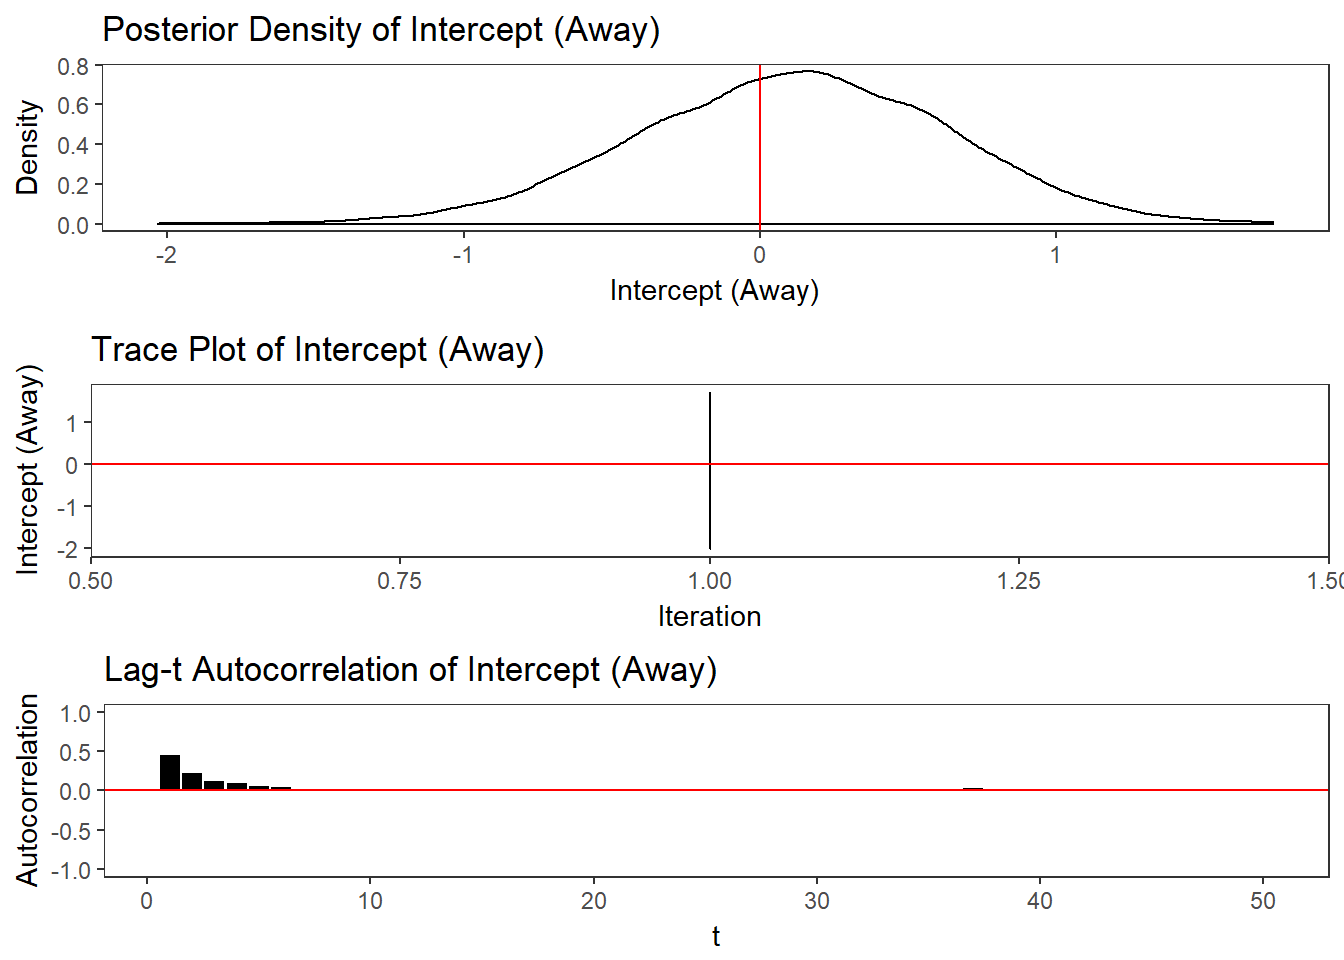 Posterior Density of Intercept (Away)
Density
0.8
0.6
0.4
0.2
0.0
-2 -1 0 1
Intercept (Away)
Trace Plot of Intercept (Away)
Intercept (Away)
1
0
-1
-2
0.50 0.75 1.00 1.25 1.50
Iteration
Lag-t Autocorrelation of Intercept (Away)
Autocorrelation
1.0
0.5
0.0
-0.5
-1.0
0 10 20 30 40 50
t